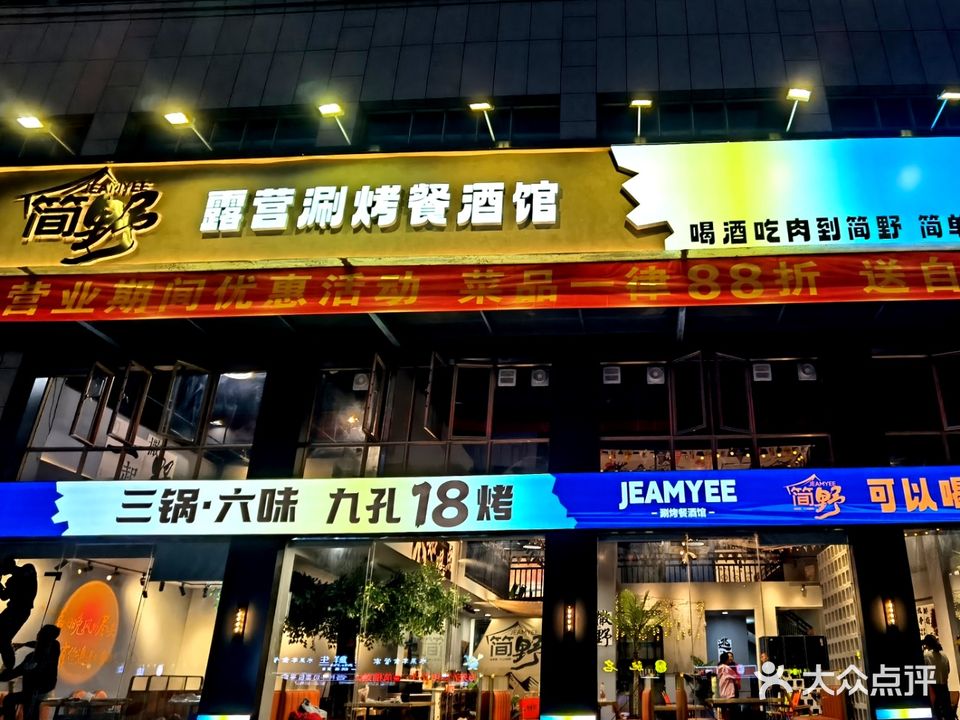 JEAMYEE
简野
露营涮烤餐酒馆
喝酒吃肉到简野 简单
营业期间优惠活动 菜品一律88折 送自
三锅·六味 九孔18烤
JEAMYEE
涮烤餐酒馆
JEAMYEE
简野
可以喝
简野
大众点评